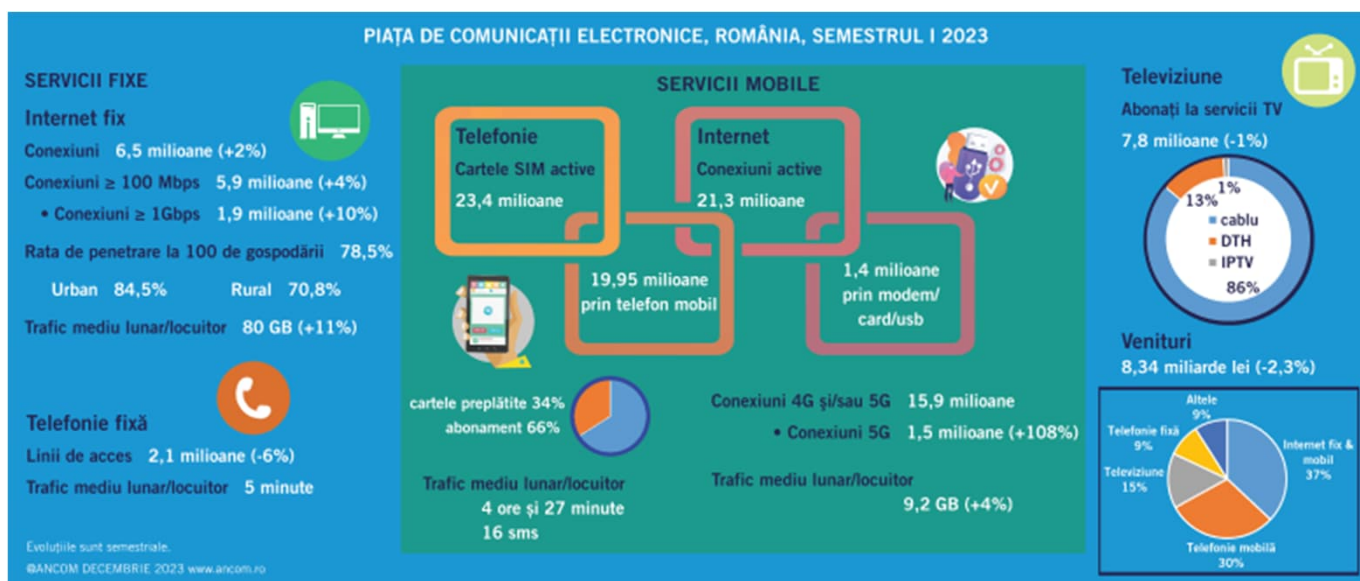 PIAȚA DE COMUNICAȚII ELECTRONICE, ROMÂNIA, SEMESTRUL I 2023
SERVICII FIXE
Internet fix
Conexiuni 6,5 milioane (+2%)
Conexiuni ≥ 100 Mbps 5,9 milioane (+4%)
• Conexiuni ≥ 1Gbps 1,9 milioane (+10%)
Rata de penetrare la 100 de gospodării 78,5%
Urban 84,5% Rural 70,8%
Trafic mediu lunar/locuitor 80 GB (+11%)
Telefonie fixă
Linii de acces 2,1 milioane (-6%)
Trafic mediu lunar/locuitor 5 minute
Evoluțiile sunt semestriale.
©ANCOM DECEMBRIE 2023 www.ancom.ro
SERVICII MOBILE
Telefonie
Cartele SIM active
23,4 milioane
Internet
Conexiuni active
21,3 milioane
19,95 milioane
prin telefon mobil
1,4 milioane
prin modem/
card/usb
cartele preplătite 34%
abonament 66%
Trafic mediu lunar/locuitor
4 ore și 27 minute
16 sms
Conexiuni 4G și/sau 5G 15,9 milioane
• Conexiuni 5G 1,5 milioane (+108%)
Trafic mediu lunar/locuitor
9,2 GB (+4%)
Televiziune
Abonați la servicii TV
7,8 milioane (-1%)
1%
13%
cablu
DTH
IPTV
86%
Venituri
8,34 miliarde lei (-2,3%)
Altele
9%
Telefonie fixă
9%
Internet fix &
mobil
37%
Televiziune
15%
Telefonie mobilă
30%